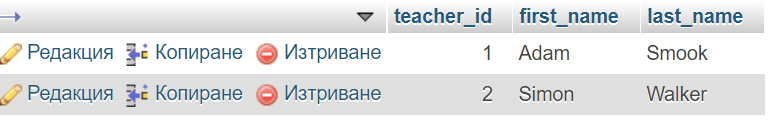 teacher_id first_name last_name
Редакция Копиране Изтриване 1 Adam Smook
Редакция Копиране Изтриване 2 Simon Walker